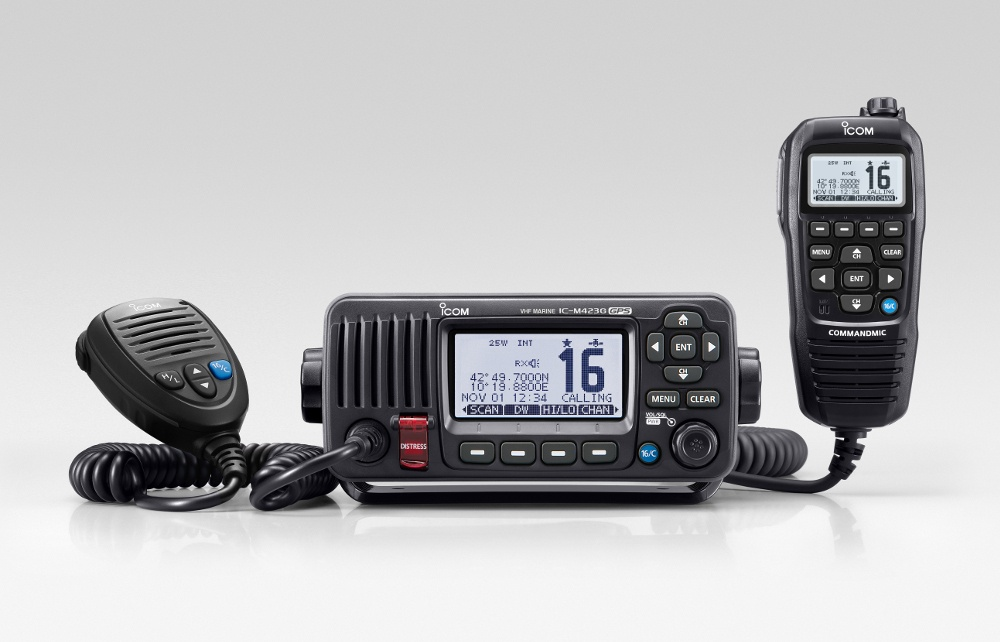 ICOM
H/L
16/C
ICOM
VHF MARINE IC-M423G GPS
25W INT
RX
16
42°49.7000N
10°19.8800E
NOV 01 12:34 CALLING
SCAN DW HI/LO CHAN
CH
ENT
CH
MENU CLEAR
VOL/SQL
PWR
DISTRESS
16/C
ICOM
25W INT
RX
16
42°49.7000N
10°19.8800E
NOV 01 12:34 CALLING
SCAN DW HI/LO CHAN
MENU
CH
CLEAR
ENT
CH
16/C
COMMANDMIC